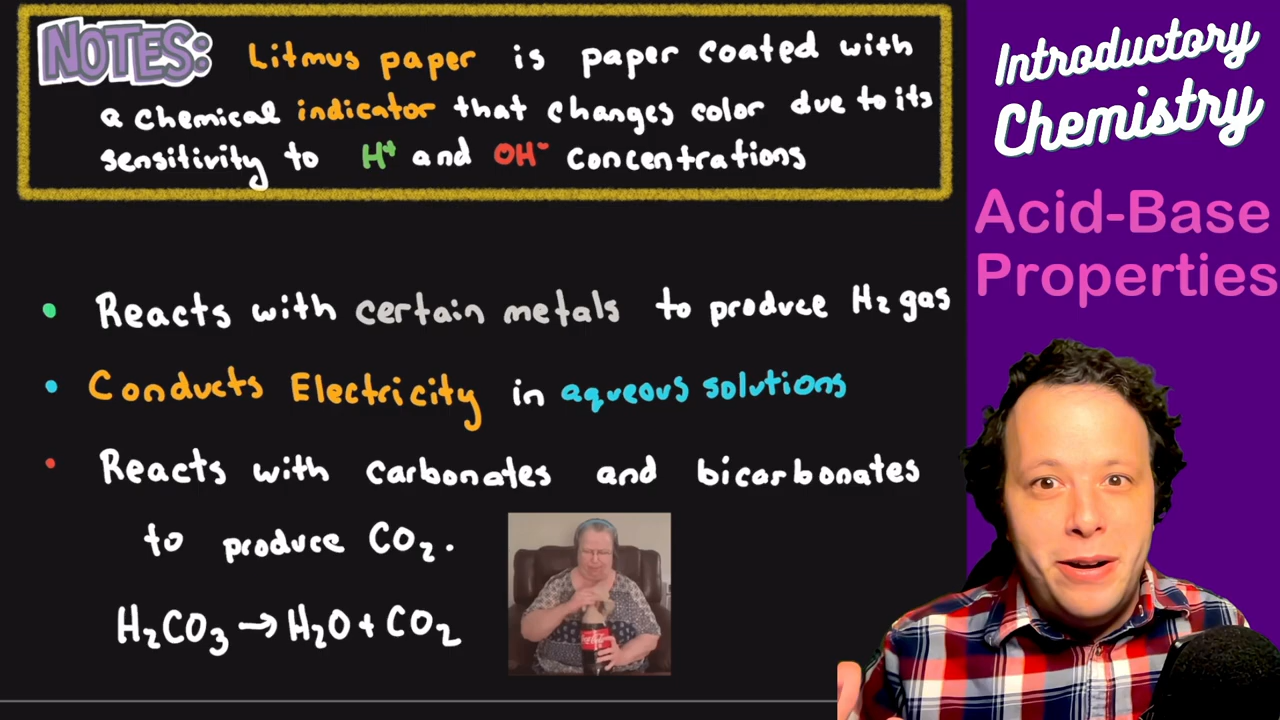 NOTES: Litmus paper is paper coated with
a chemical indicator that changes color due to its
sensitivity to H⁺ and OH⁻ concentrations
• Reacts with certain metals to produce H₂ gas
• Conducts Electricity in aqueous solutions
• Reacts with carbonates and bicarbonates
to produce CO₂.
H₂CO₃ → H₂O + CO₂
Coca-Cola
Introductory
Chemistry
Acid-Base
Properties